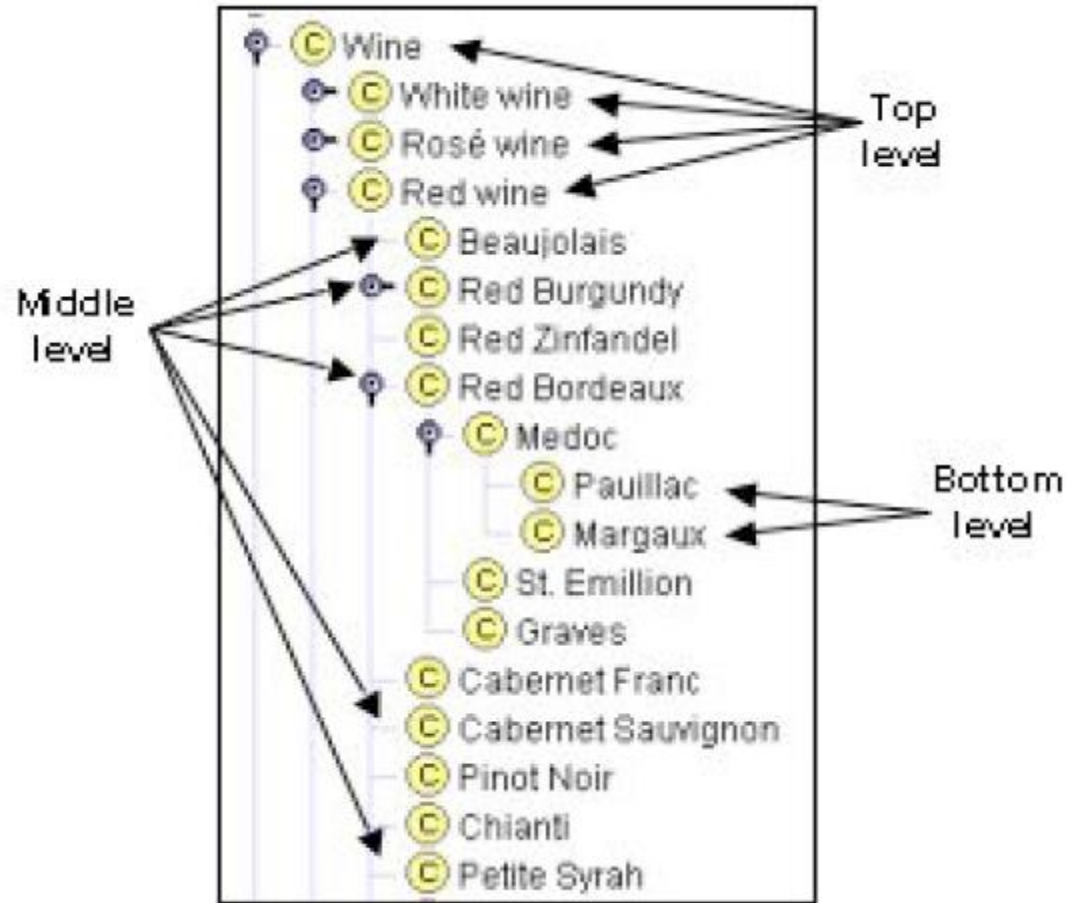 C Wine
C White wine
C Rosé wine
C Red wine
C Beaujolais
C Red Burgundy
C Red Zinfandel
C Red Bordeaux
C Medoc
C Pauillac
C Margaux
C St. Emillion
C Graves
C Cabernet Franc
C Cabernet Sauvignon
C Pinot Noir
C Chianti
C Petite Syrah
Top
level
Middle
level
Bottom
level